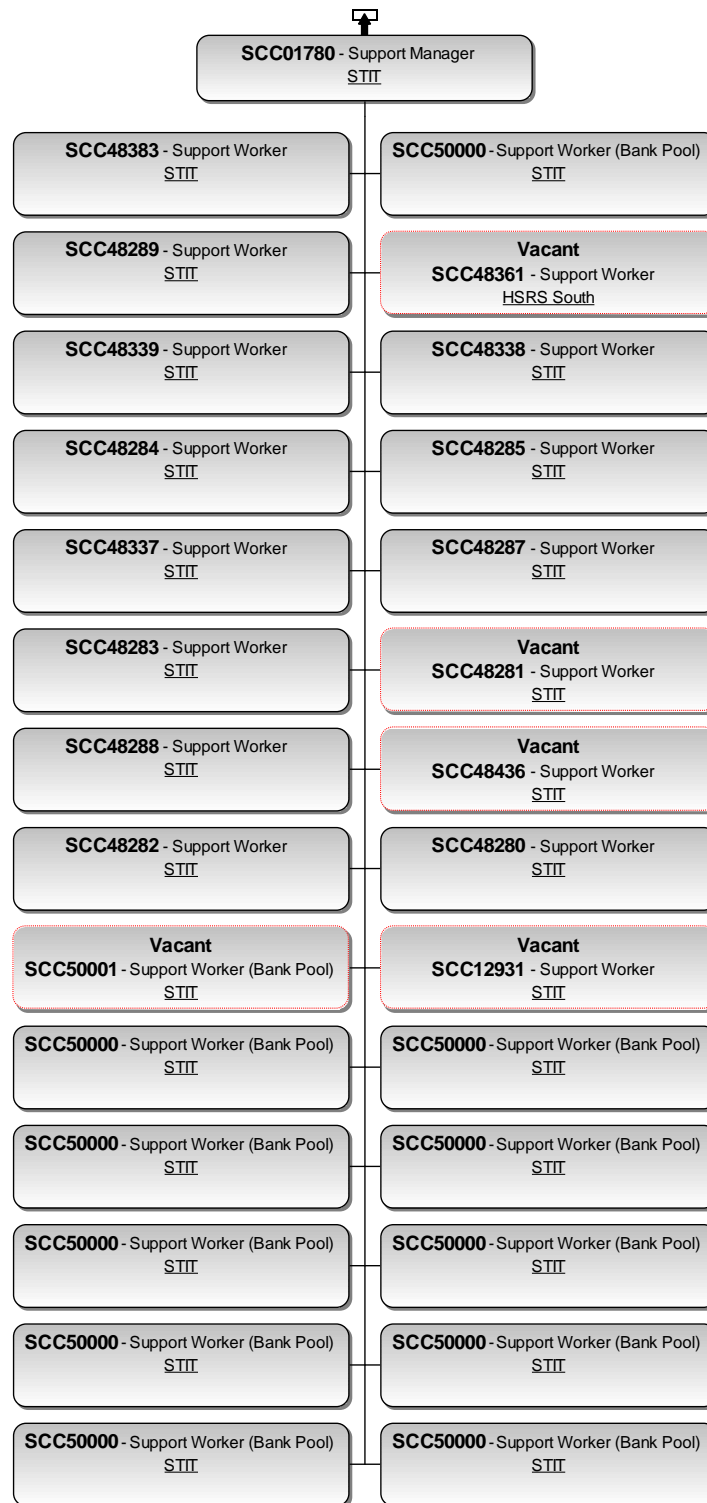 SCC01780 - Support Manager
STIT
SCC48383 - Support Worker
STIT
SCC50000 - Support Worker (Bank Pool)
STIT
SCC48289 - Support Worker
STIT
Vacant
SCC48361 - Support Worker
HSRS South
SCC48339 - Support Worker
STIT
SCC48338 - Support Worker
STIT
SCC48284 - Support Worker
STIT
SCC48285 - Support Worker
STIT
SCC48337 - Support Worker
STIT
SCC48287 - Support Worker
STIT
SCC48283 - Support Worker
STIT
Vacant
SCC48281 - Support Worker
STIT
SCC48288 - Support Worker
STIT
Vacant
SCC48436 - Support Worker
STIT
SCC48282 - Support Worker
STIT
SCC48280 - Support Worker
STIT
Vacant
SCC50001 - Support Worker (Bank Pool)
STIT
Vacant
SCC12931 - Support Worker
STIT
SCC50000 - Support Worker (Bank Pool)
STIT
SCC50000 - Support Worker (Bank Pool)
STIT
SCC50000 - Support Worker (Bank Pool)
STIT
SCC50000 - Support Worker (Bank Pool)
STIT
SCC50000 - Support Worker (Bank Pool)
STIT
SCC50000 - Support Worker (Bank Pool)
STIT
SCC50000 - Support Worker (Bank Pool)
STIT
SCC50000 - Support Worker (Bank Pool)
STIT
SCC50000 - Support Worker (Bank Pool)
STIT
SCC50000 - Support Worker (Bank Pool)
STIT